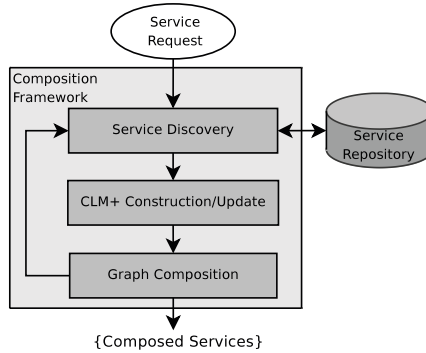 Service
Request
Composition
Framework
Service Discovery
Service
Repository
CLM+ Construction/Update
Graph Composition
{Composed Services}